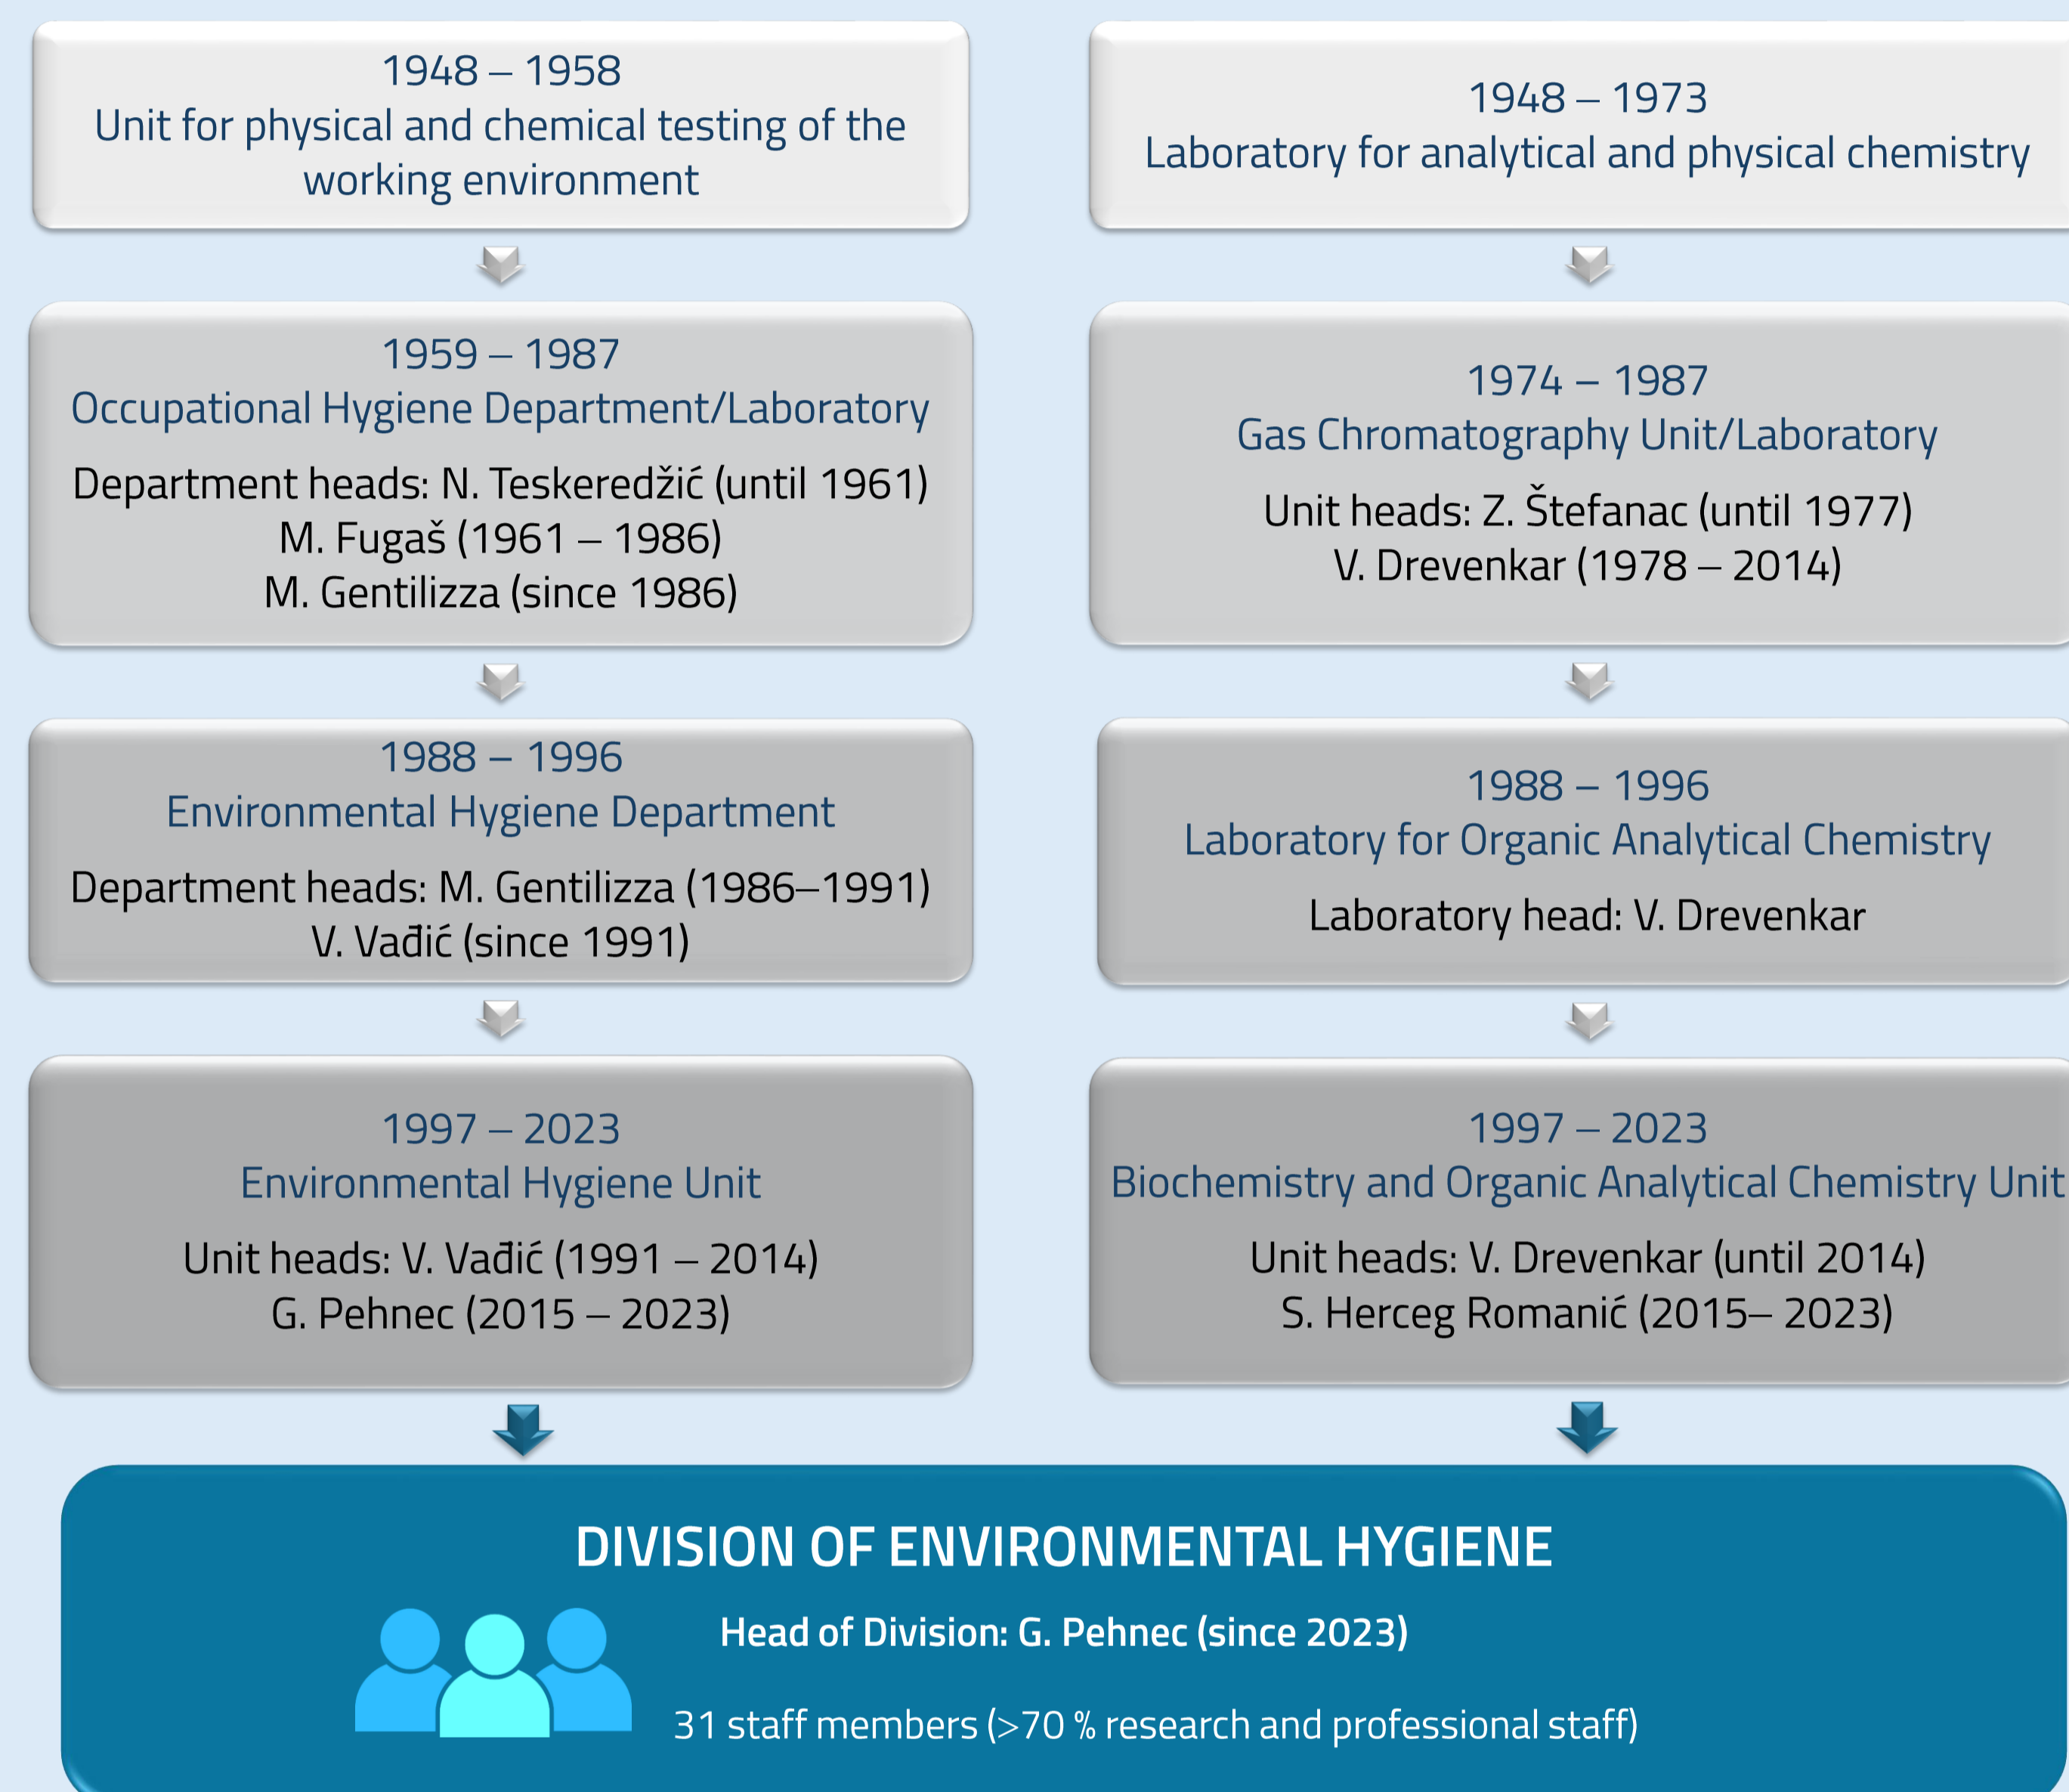 1948 – 1958
Unit for physical and chemical testing of the
working environment
1959 – 1987
Occupational Hygiene Department/Laboratory
Department heads: N. Teskeredžić (until 1961)
M. Fugaš (1961 – 1986)
M. Gentilizza (since 1986)
1988 – 1996
Environmental Hygiene Department
Department heads: M. Gentilizza (1986–1991)
V. Vađić (since 1991)
1997 – 2023
Environmental Hygiene Unit
Unit heads: V. Vađić (1991 – 2014)
G. Pehnec (2015 – 2023)
1948 – 1973
Laboratory for analytical and physical chemistry
1974 – 1987
Gas Chromatography Unit/Laboratory
Unit heads: Z. Štefanac (until 1977)
V. Drevenkar (1978 – 2014)
1988 – 1996
Laboratory for Organic Analytical Chemistry
Laboratory head: V. Drevenkar
1997 – 2023
Biochemistry and Organic Analytical Chemistry Unit
Unit heads: V. Drevenkar (until 2014)
S. Herceg Romanić (2015– 2023)
DIVISION OF ENVIRONMENTAL HYGIENE
Head of Division: G. Pehnec (since 2023)
31 staff members (>70 % research and professional staff)